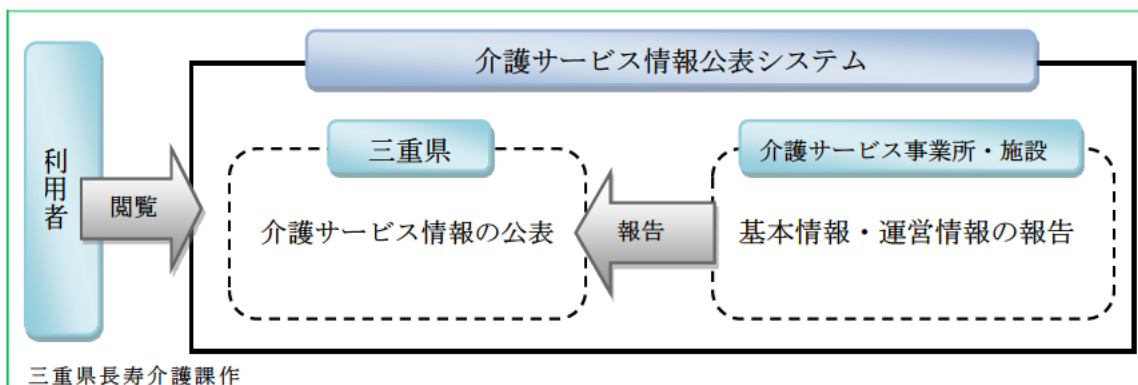 介護サービス情報公表システム
利用者
閲覧
三重県
介護サービス情報の公表
報告
介護サービス事業所・施設
基本情報・運営情報の報告
三重県長寿介護課作